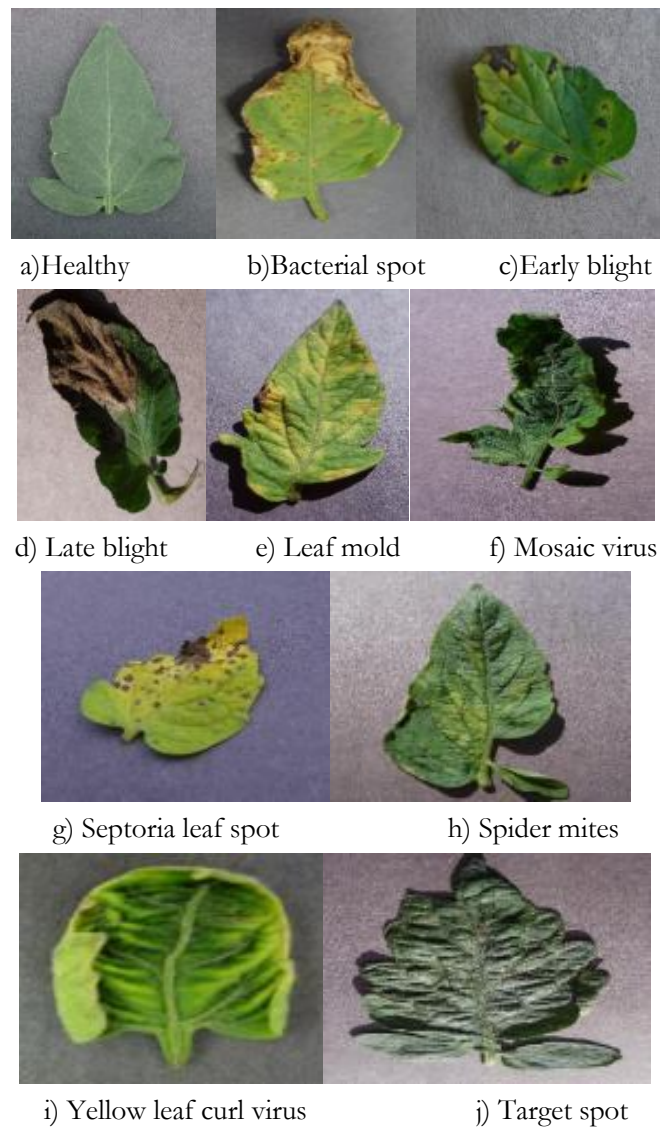 a)Healthy b)Bacterial spot c)Early blight
d) Late blight e) Leaf mold f) Mosaic virus
g) Septoria leaf spot h) Spider mites
i) Yellow leaf curl virus j) Target spot